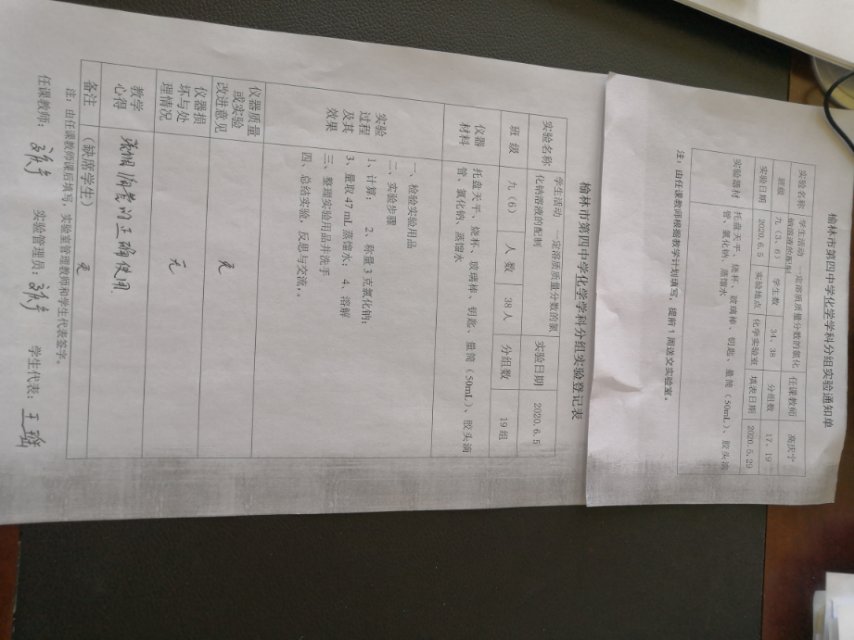 榆林市第四中学化学学科分组实验通知单
实验名称 学生活动 一定溶质质量分数的氯化钠溶液的配制 任课教师 高庆宁
班级 九(3、6) 学生数 34、38 分组数 17、19
实验日期 2020.6.5 实验地点 化学实验室 填表日期 2020.5.29
实验器材 托盘天平、烧杯、玻璃棒、钥匙、量筒(50mL)、胶头滴
管、氯化钠、蒸馏水
注:由任课教师根据教学计划填写,提前1周送交实验室。
榆林市第四中学化学学科分组实验登记表
实验名称 学生活动 一定溶质质量分数的氯 实验日期 2020.6.5
化钠溶液的配制
班 级 九(6) 人 数 38人 分组数 19组
仪器 托盘天平、烧杯、玻璃棒、钥匙、量筒(50mL)、胶头滴
材料 管、氯化钠、蒸馏水
一、检验实验用品
二、实验步骤
实验 1、计算; 2、称量3克氯化钠;
过程 3、量取47mL蒸馏水; 4、溶解
及其 三、整理实验用品并洗手
效果 四、总结实验,反思与交流。
仪器质量
或实验
改进意见 无
仪器损
坏与处 无
理情况
教学
心得 正确使用
备注 (缺席学生) 无
注:由任课教师课后填写,实验室管理教师和学生代表签字。
任课教师: 实验管理员: 学生代表:王